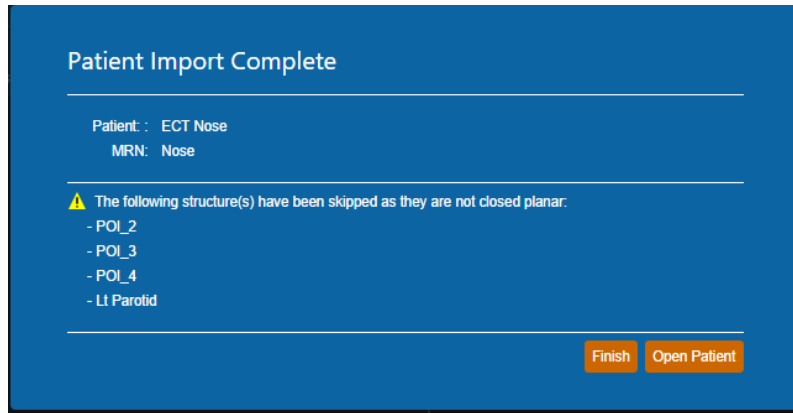 Patient Import Complete
Patient: : ECT Nose
MRN: Nose
The following structure(s) have been skipped as they are not closed planar:
- POI_2
- POI_3
- POI_4
- Lt Parotid
Finish Open Patient